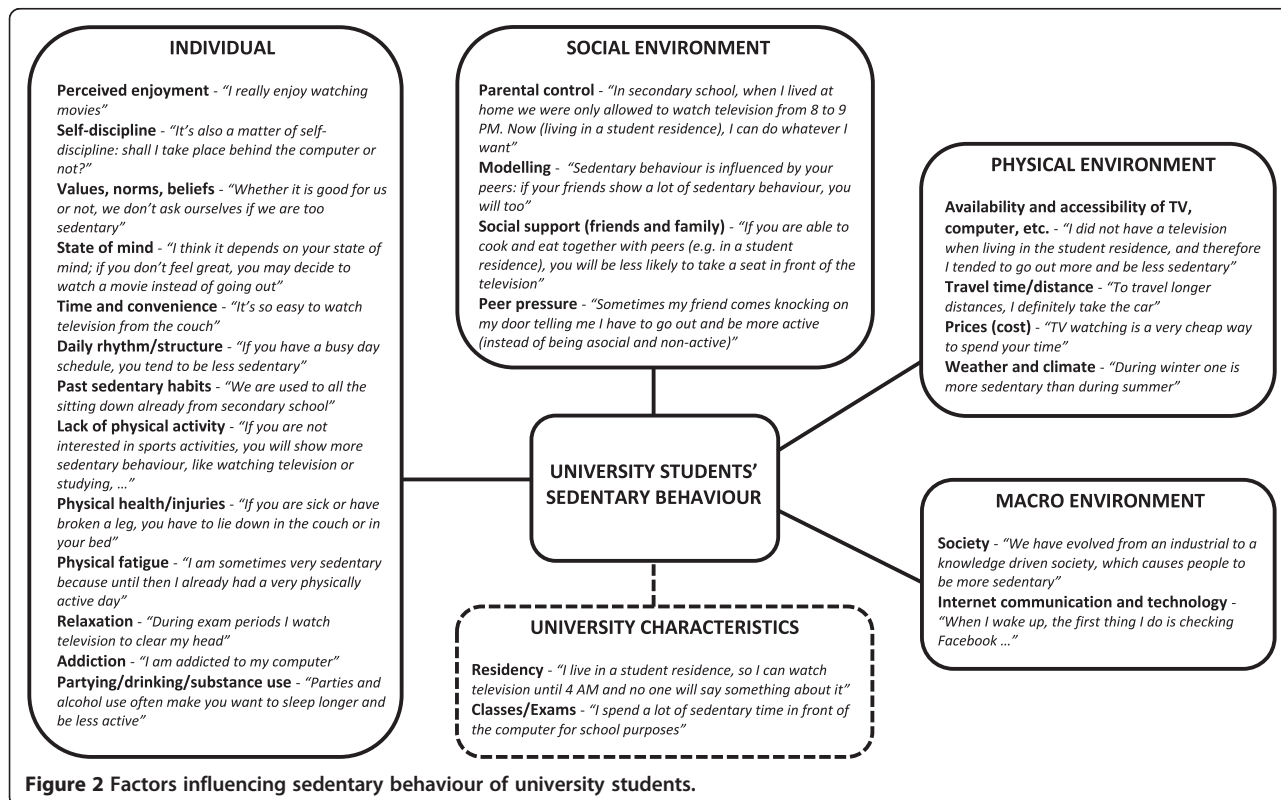 INDIVIDUAL
Perceived enjoyment - “I really enjoy watching
movies”
Self-discipline - “It’s also a matter of self-
discipline: shall I take place behind the computer or
not?”
Values, norms, beliefs - “Whether it is good for us
or not, we don’t ask ourselves if we are too
sedentary”
State of mind - “I think it depends on your state of
mind; if you don’t feel great, you may decide to
watch a movie instead of going out”
Time and convenience - “It’s so easy to watch
television from the couch”
Daily rhythm/structure - “If you have a busy day
schedule, you tend to be less sedentary”
Past sedentary habits - “We are used to all the
sitting down already from secondary school”
Lack of physical activity - “If you are not
interested in sports activities, you will show more
sedentary behaviour, like watching television or
studying, …”
Physical health/injuries - “If you are sick or have
broken a leg, you have to lie down in the couch or in
your bed”
Physical fatigue - “I am sometimes very sedentary
because until then I already had a very physically
active day”
Relaxation - “During exam periods I watch
television to clear my head”
Addiction - “I am addicted to my computer”
Partying/drinking/substance use - “Parties and
alcohol use often make you want to sleep longer and
be less active”
SOCIAL ENVIRONMENT
Parental control - “In secondary school, when I lived at
home we were only allowed to watch television from 8 to 9
PM. Now (living in a student residence), I can do whatever I
want”
Modelling - “Sedentary behaviour is influenced by your
peers: if your friends show a lot of sedentary behaviour, you
will too”
Social support (friends and family) - “If you are able to
cook and eat together with peers (e.g. in a student
residence), you will be less likely to take a seat in front of the
television”
Peer pressure - “Sometimes my friend comes knocking on
my door telling me I have to go out and be more active
(instead of being asocial and non-active)”
PHYSICAL ENVIRONMENT
Availability and accessibility of TV,
computer, etc. - “I did not have a television
when living in the student residence, and therefore
I tended to go out more and be less sedentary”
Travel time/distance - “To travel longer
distances, I definitely take the car”
Prices (cost) - “TV watching is a very cheap way
to spend your time”
Weather and climate - “During winter one is
more sedentary than during summer”
UNIVERSITY STUDENTS’
SEDENTARY BEHAVIOUR
MACRO ENVIRONMENT
Society - “We have evolved from an industrial to a
knowledge driven society, which causes people to
be more sedentary”
Internet communication and technology -
“When I wake up, the first thing I do is checking
Facebook …”
UNIVERSITY CHARACTERISTICS
Residency - “I live in a student residence, so I can watch
television until 4 AM and no one will say something about it”
Classes/Exams - “I spend a lot of sedentary time in front of
the computer for school purposes”
Figure 2 Factors influencing sedentary behaviour of university students.